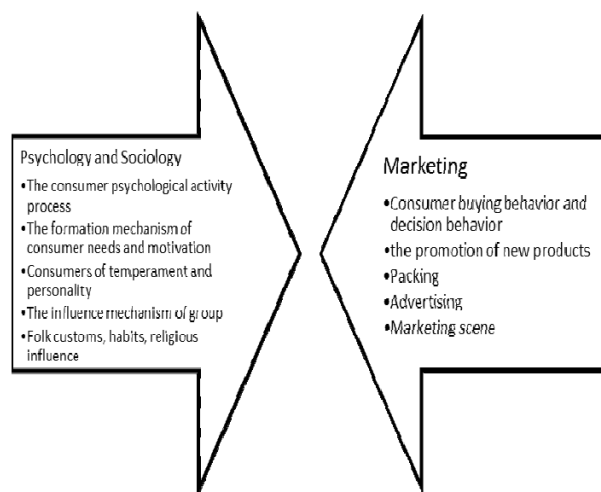 Psychology and Sociology
•The consumer psychological activity
process
•The formation mechanism of
consumer needs and motivation
•Consumers of temperament and
personality
•The influence mechanism of group
•Folk customs, habits, religious
influence
Marketing
•Consumer buying behavior and
decision behavior
•the promotion of new products
•Packing
•Advertising
•Marketing scene